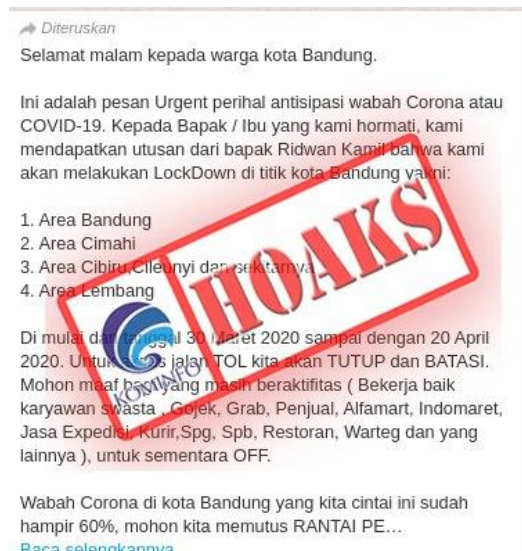 Diteruskan
Selamat malam kepada warga kota Bandung.
Ini adalah pesan Urgent perihal antisipasi wabah Corona atau
COVID-19. Kepada Bapak / Ibu yang kami hormati, kami
mendapatkan utusan dari bapak Ridwan Kamil bahwa kami
akan melakukan LockDown di titik kota Bandung yakni:
1. Area Bandung
2. Area Cimahi
3. Area Cibiru,Cileunyi dan sekitarnya
4. Area Lembang
HOAKS
KOMINFO
Di mulai dari tanggal 30 Maret 2020 sampai dengan 20 April
2020. Untuk jalan TOL kita akan TUTUP dan BATASI.
Mohon maaf bagi yang masih beraktifitas ( Bekerja baik
karyawan swasta , Gojek, Grab, Penjual, Alfamart, Indomaret,
Jasa Expedisi, Kurir,Spg, Spb, Restoran, Warteg dan yang
lainnya ), untuk sementara OFF.
Wabah Corona di kota Bandung yang kita cintai ini sudah
hampir 60%, mohon kita memutus RANTAI PE…
Baca selengkapnya